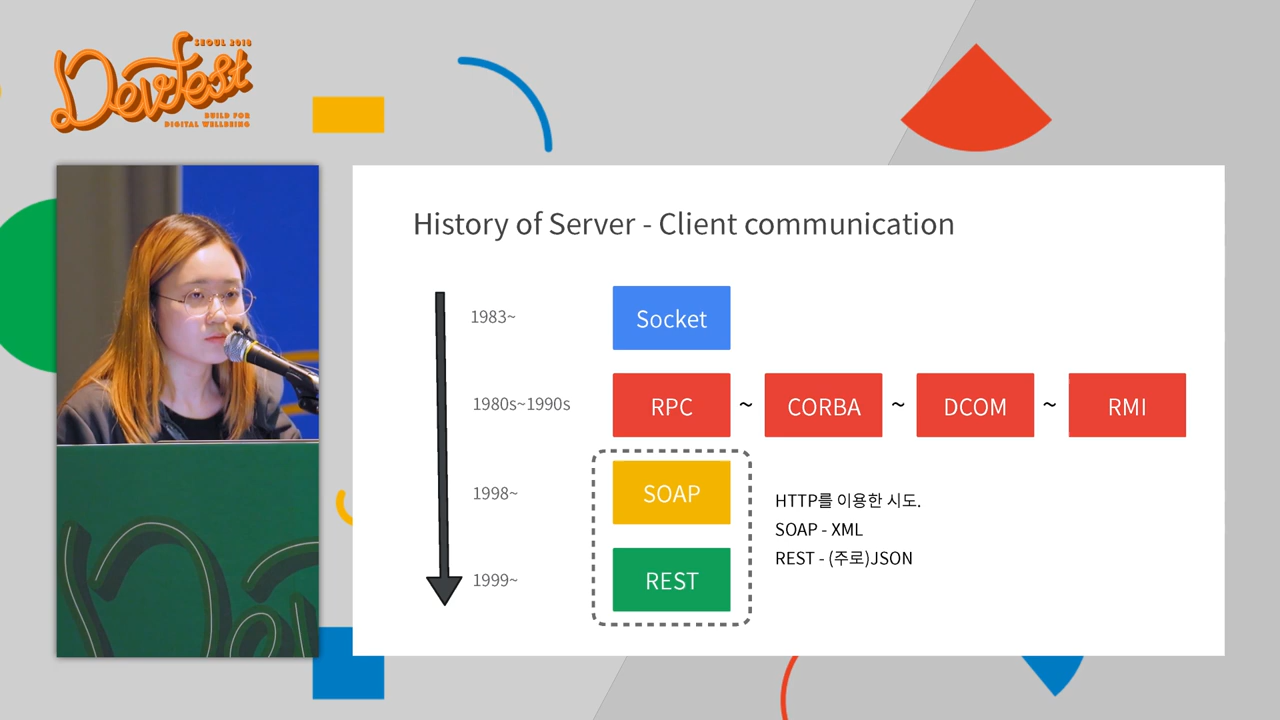 SEOUL 2018
DevFest
BUILD FOR
DIGITAL WELLBEING
History of Server - Client communication
1983~
Socket
1980s~1990s
RPC ~ CORBA ~ DCOM ~ RMI
1998~
SOAP
HTTP를 이용한 시도.
SOAP - XML
REST - (주로)JSON
1999~
REST
Dev